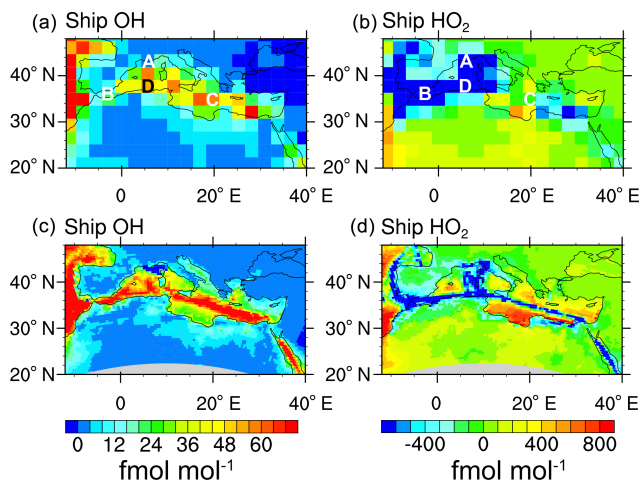 (a) Ship OH
(b) Ship HO₂
40° N
30° N
20° N
A
B
D
C
40° N
30° N
20° N
A
B
D
C
0 20° E 40° E
0 20° E 40° E
(c) Ship OH
(d) Ship HO₂
40° N
30° N
20° N
40° N
30° N
20° N
0 20° E 40° E
0 20° E 40° E
0 12 24 36 48 60
-400 0 400 800
fmol mol⁻¹
fmol mol⁻¹